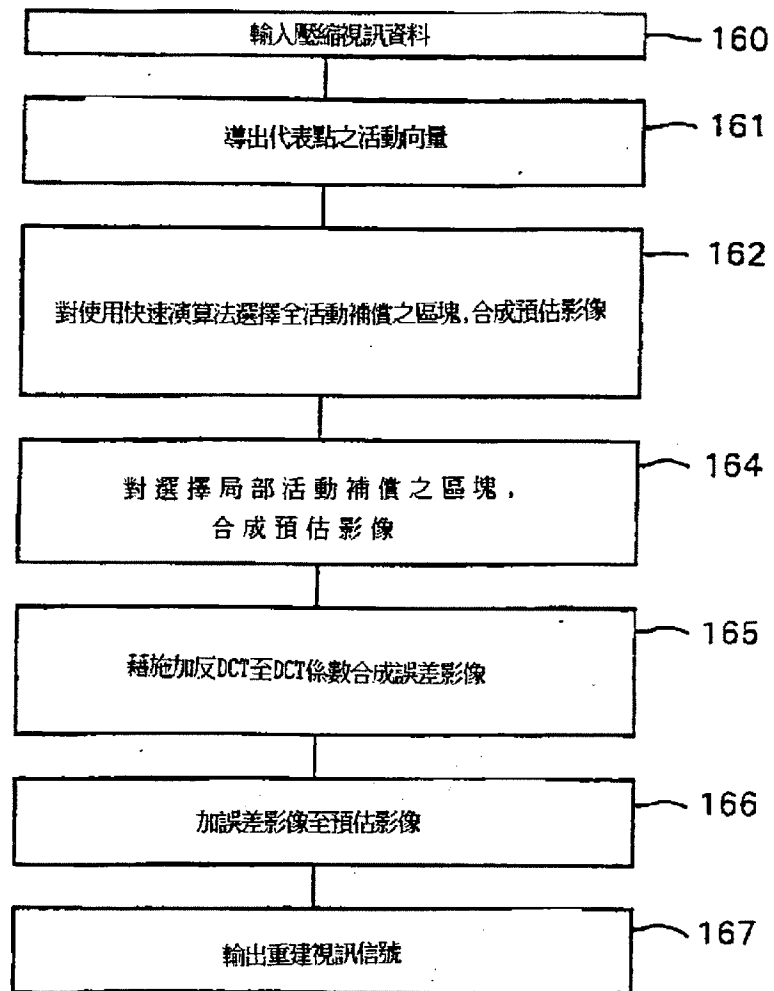 輸入壓縮視訊資料
160
導出代表點之活動向量
161
對使用快速演算法選擇全活動補償之區塊,合成預估影像
162
對選擇局部活動補償之區塊,
合成預估影像
164
藉施加反DCT至DCT係數合成誤差影像
165
加誤差影像至預估影像
166
輸出重建視訊信號
167